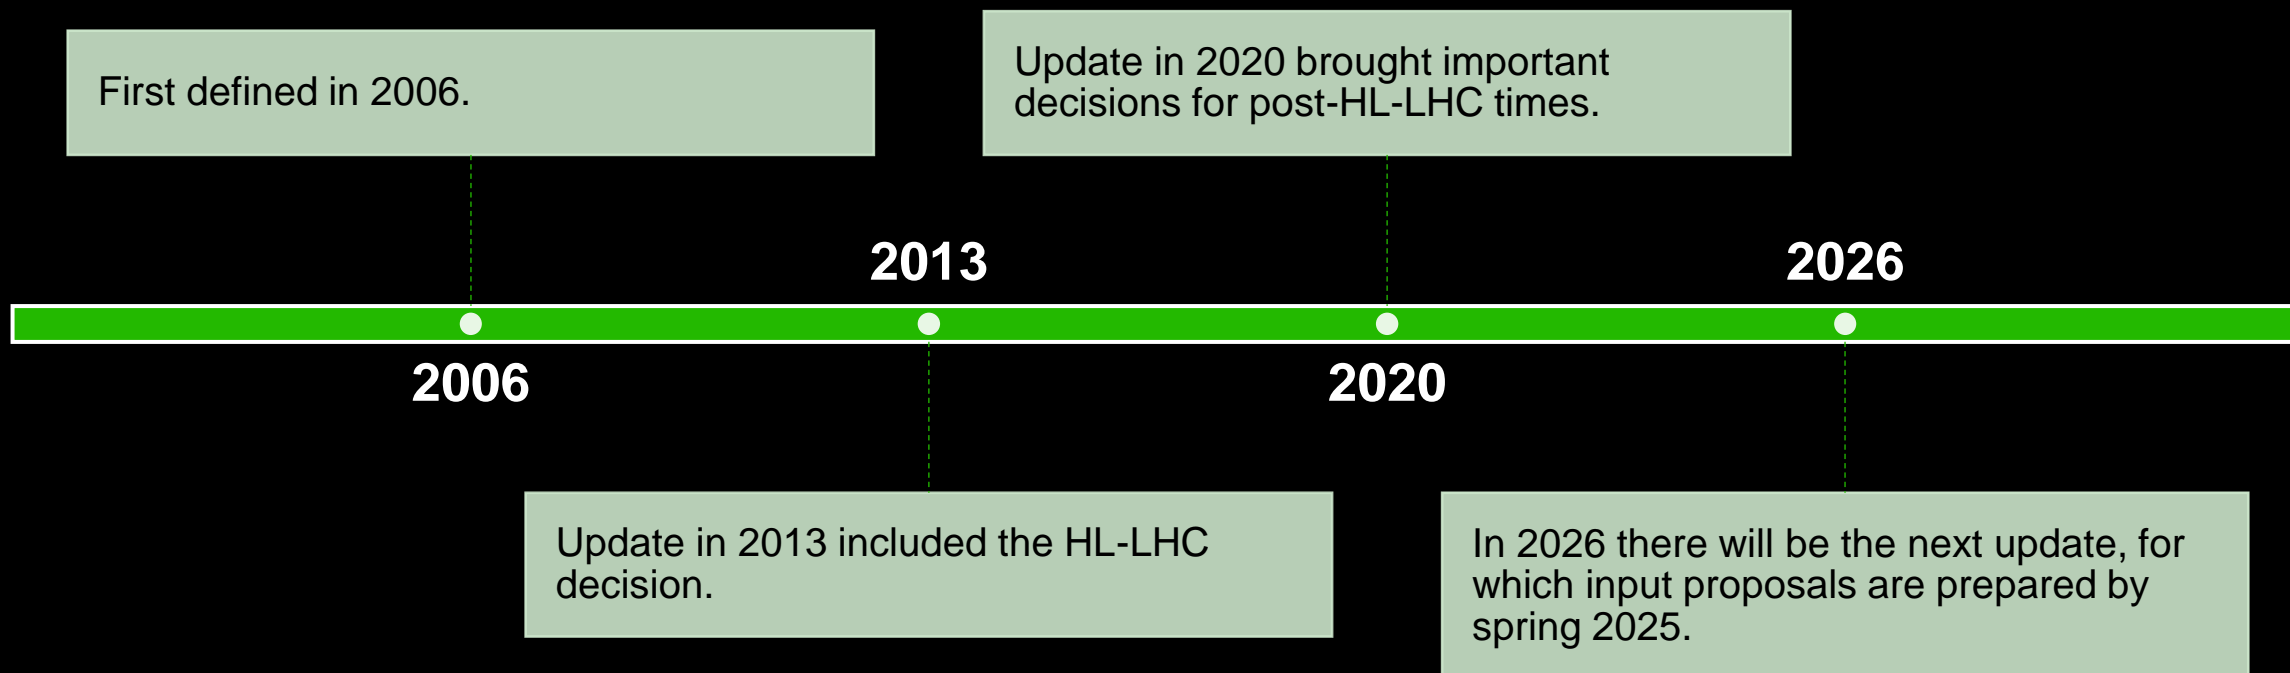 First defined in 2006.
Update in 2020 brought important
decisions for post-HL-LHC times.
2013
2026
2006
2020
Update in 2013 included the HL-LHC
decision.
In 2026 there will be the next update, for
which input proposals are prepared by
spring 2025.